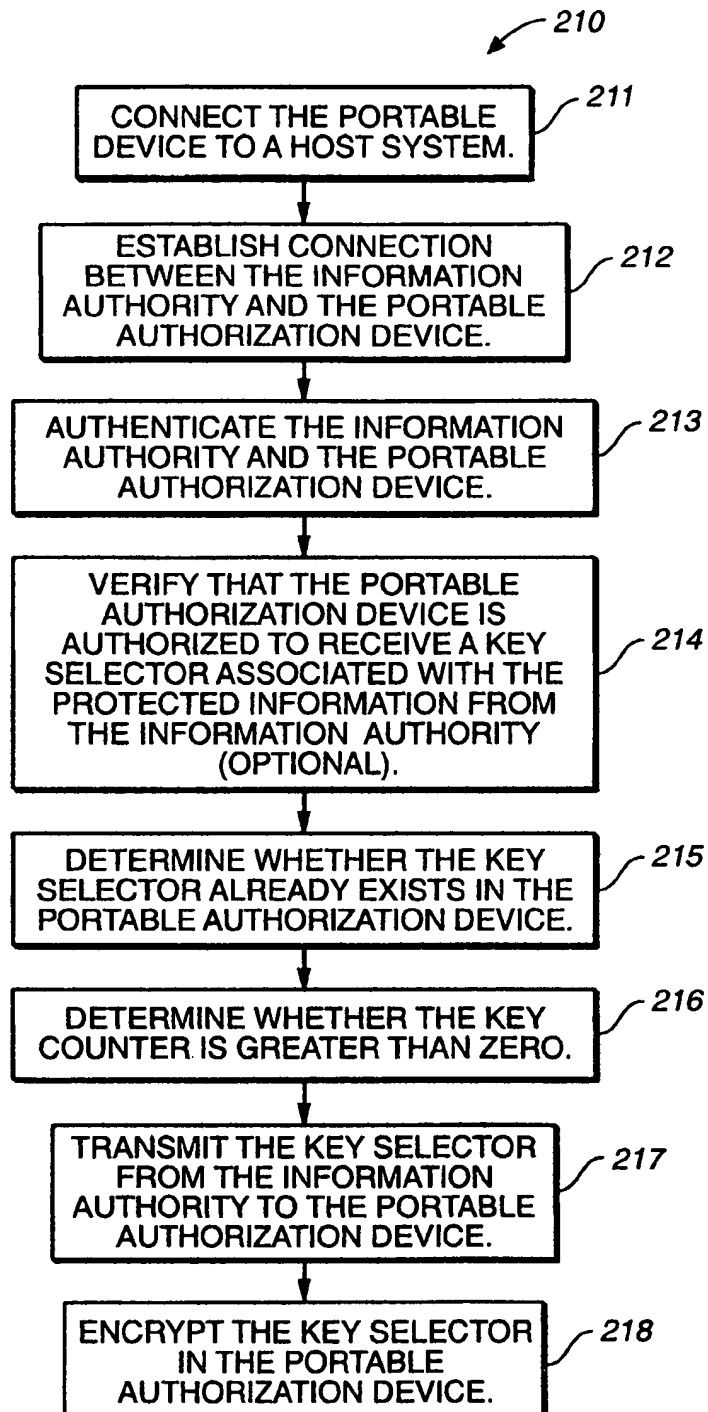 210
211
CONNECT THE PORTABLE
DEVICE TO A HOST SYSTEM.
212
ESTABLISH CONNECTION
BETWEEN THE INFORMATION
AUTHORITY AND THE PORTABLE
AUTHORIZATION DEVICE.
213
AUTHENTICATE THE INFORMATION
AUTHORITY AND THE PORTABLE
AUTHORIZATION DEVICE.
214
VERIFY THAT THE PORTABLE
AUTHORIZATION DEVICE IS
AUTHORIZED TO RECEIVE A KEY
SELECTOR ASSOCIATED WITH THE
PROTECTED INFORMATION FROM
THE INFORMATION AUTHORITY
(OPTIONAL).
215
DETERMINE WHETHER THE KEY
SELECTOR ALREADY EXISTS IN THE
PORTABLE AUTHORIZATION DEVICE.
216
DETERMINE WHETHER THE KEY
COUNTER IS GREATER THAN ZERO.
217
TRANSMIT THE KEY SELECTOR
FROM THE INFORMATION
AUTHORITY TO THE PORTABLE
AUTHORIZATION DEVICE.
218
ENCRYPT THE KEY SELECTOR
IN THE PORTABLE
AUTHORIZATION DEVICE.